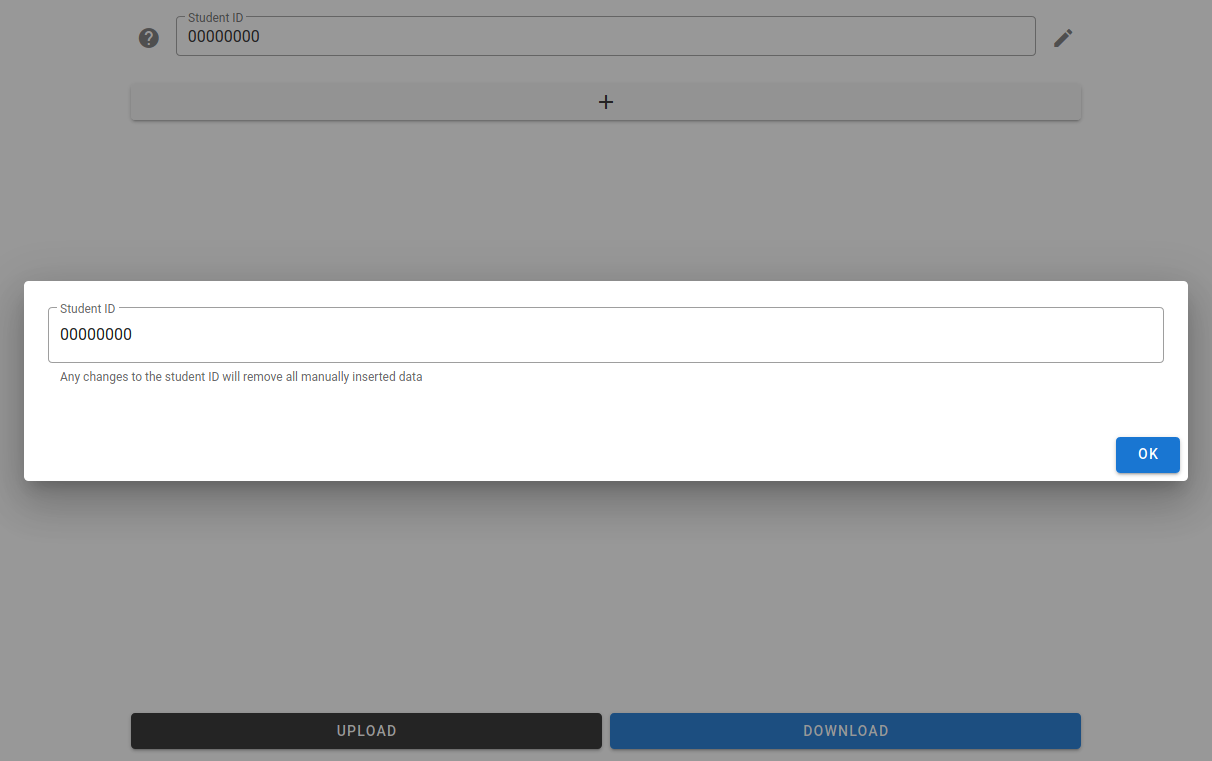 Student ID
00000000
+
Student ID
00000000
Any changes to the student ID will remove all manually inserted data
OK
UPLOAD
DOWNLOAD